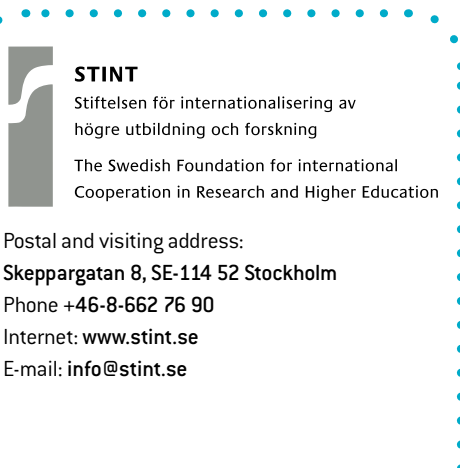 STINT
Stiftelsen för internationalisering av
högre utbildning och forskning
The Swedish Foundation for international
Cooperation in Research and Higher Education
Postal and visiting address:
Skeppargatan 8, SE-114 52 Stockholm
Phone +46-8-662 76 90
Internet: www.stint.se
E-mail: info@stint.se